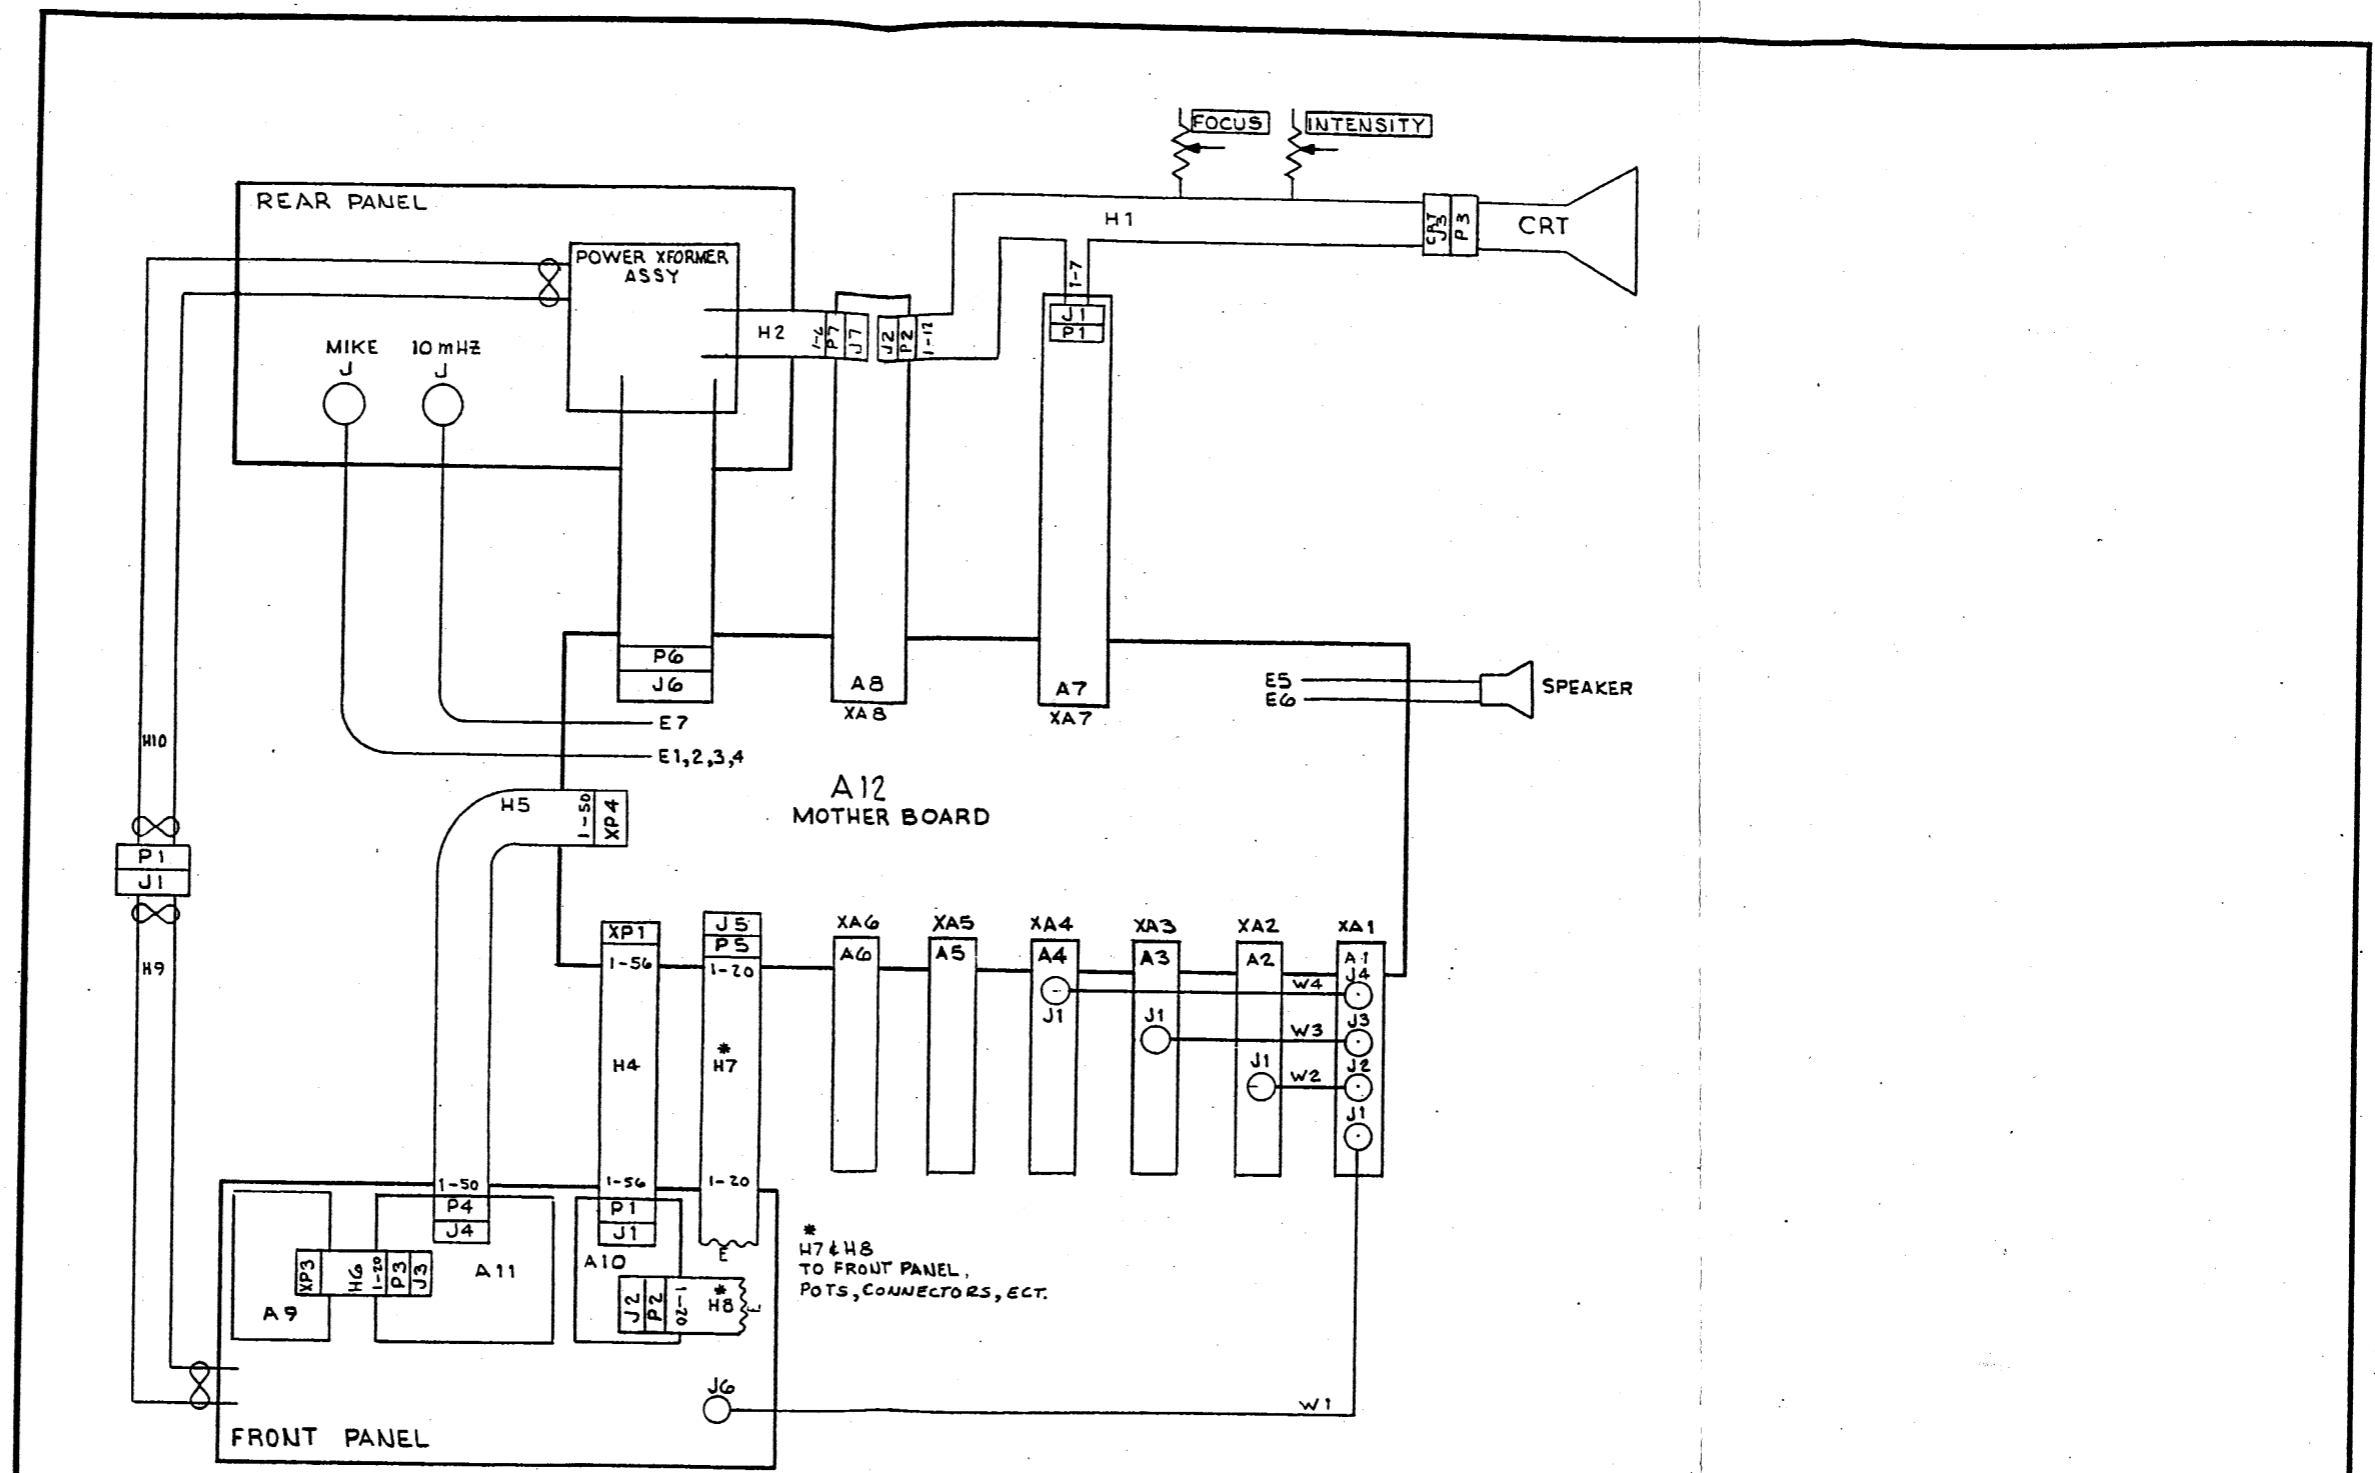 FOCUS
INTENSITY
REAR PANEL
H1
CRT
J3
P3
CRT
POWER XFORMER
ASSY
1-7
J1
P1
H2
1-6
P7
J7
J2
P2
1-12
MIKE
J
10 mHZ
J
P6
J6
A8
XA8
A7
XA7
E5
E6
SPEAKER
E7
E1,2,3,4
H10
A12
MOTHER BOARD
H5
1-50
XP4
P1
J1
H9
XP1
1-56
J5
P5
1-20
XA6
A6
XA5
A5
XA4
A4
J1
XA3
A3
J1
XA2
A2
J1
XA1
A1
J4
W4
J3
W3
J2
W2
J1
H4
*
H7
1-50
P4
J4
1-56
P1
J1
1-20
E
XP3
H6
1-20
P3
J3
A11
A9
A10
J2
P2
1-20
*
H8
E
*
H7 & H8
TO FRONT PANEL,
POTS, CONNECTORS, ECT.
J6
W1
FRONT PANEL